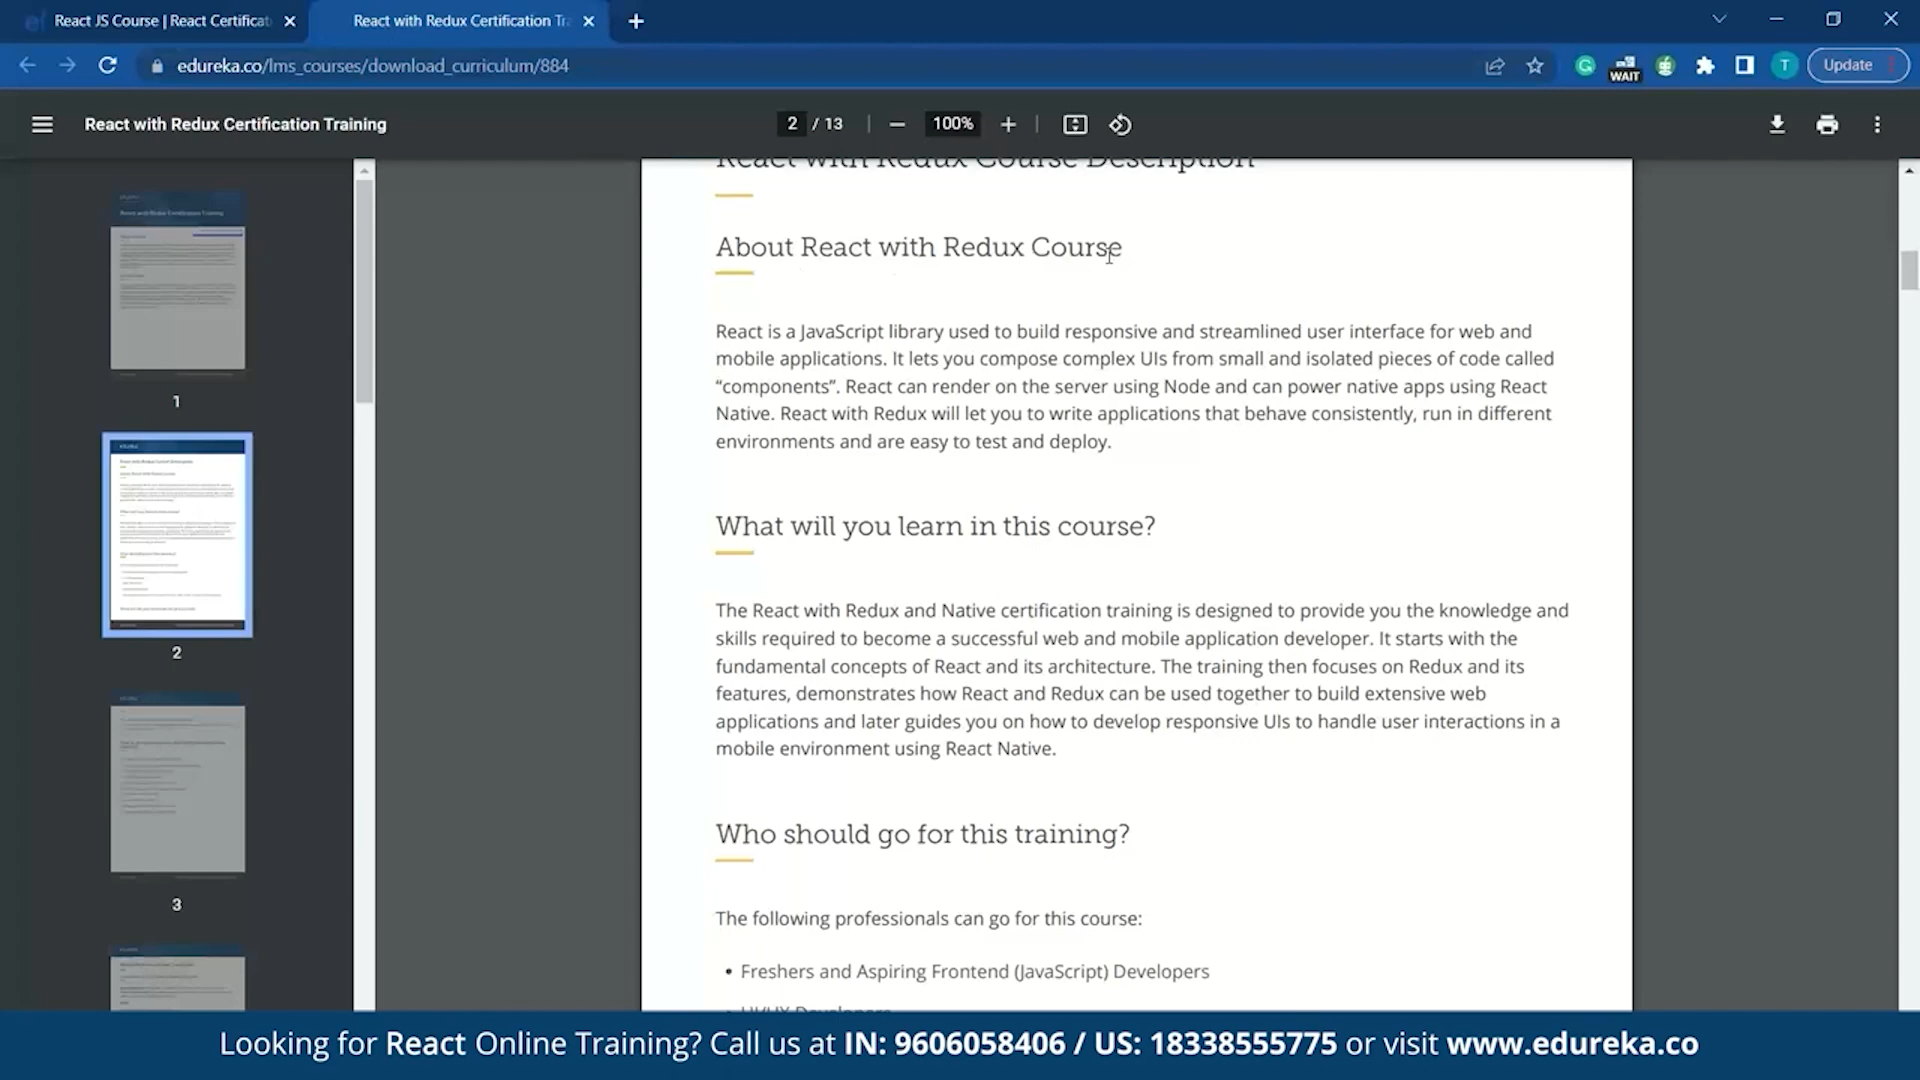 React JS Course | React Certificat
React with Redux Certification Tr
edureka.co/lms_courses/download_curriculum/884
WAIT
T
Update
React with Redux Certification Training
2 / 13
100%
React with Redux Course Description
About React with Redux Course
React is a JavaScript library used to build responsive and streamlined user interface for web and
mobile applications. It lets you compose complex UIs from small and isolated pieces of code called
“components”. React can render on the server using Node and can power native apps using React
Native. React with Redux will let you to write applications that behave consistently, run in different
environments and are easy to test and deploy.
What will you learn in this course?
The React with Redux and Native certification training is designed to provide you the knowledge and
skills required to become a successful web and mobile application developer. It starts with the
fundamental concepts of React and its architecture. The training then focuses on Redux and its
features, demonstrates how React and Redux can be used together to build extensive web
applications and later guides you on how to develop responsive UIs to handle user interactions in a
mobile environment using React Native.
Who should go for this training?
The following professionals can go for this course:
• Freshers and Aspiring Frontend (JavaScript) Developers
1
2
3
Looking for React Online Training? Call us at IN: 9606058406 / US: 18338555775 or visit www.edureka.co